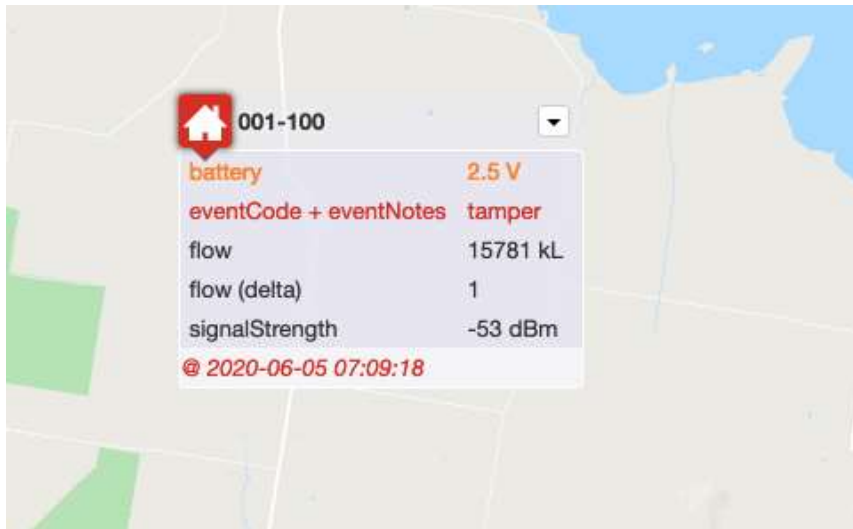 001-100
battery 2.5 V
eventCode + eventNotes tamper
flow 15781 kL
flow (delta) 1
signalStrength -53 dBm
@ 2020-06-05 07:09:18